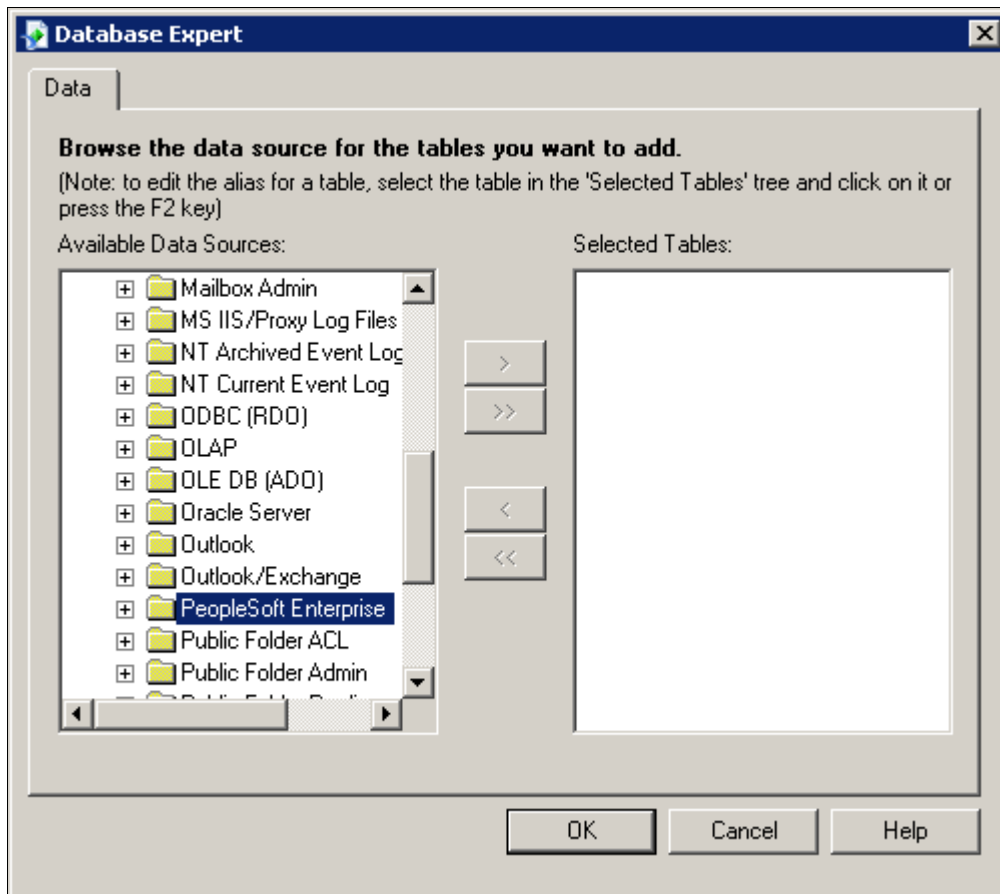 Database Expert
Data
Browse the data source for the tables you want to add.
(Note: to edit the alias for a table, select the table in the 'Selected Tables' tree and click on it or
press the F2 key)
Available Data Sources:
Selected Tables:
Mailbox Admin
MS IIS/Proxy Log Files
NT Archived Event Log
NT Current Event Log
ODBC (RDO)
OLAP
OLE DB (ADO)
Oracle Server
Outlook
Outlook/Exchange
PeopleSoft Enterprise
Public Folder ACL
Public Folder Admin
>
>>
<
<<
OK
Cancel
Help